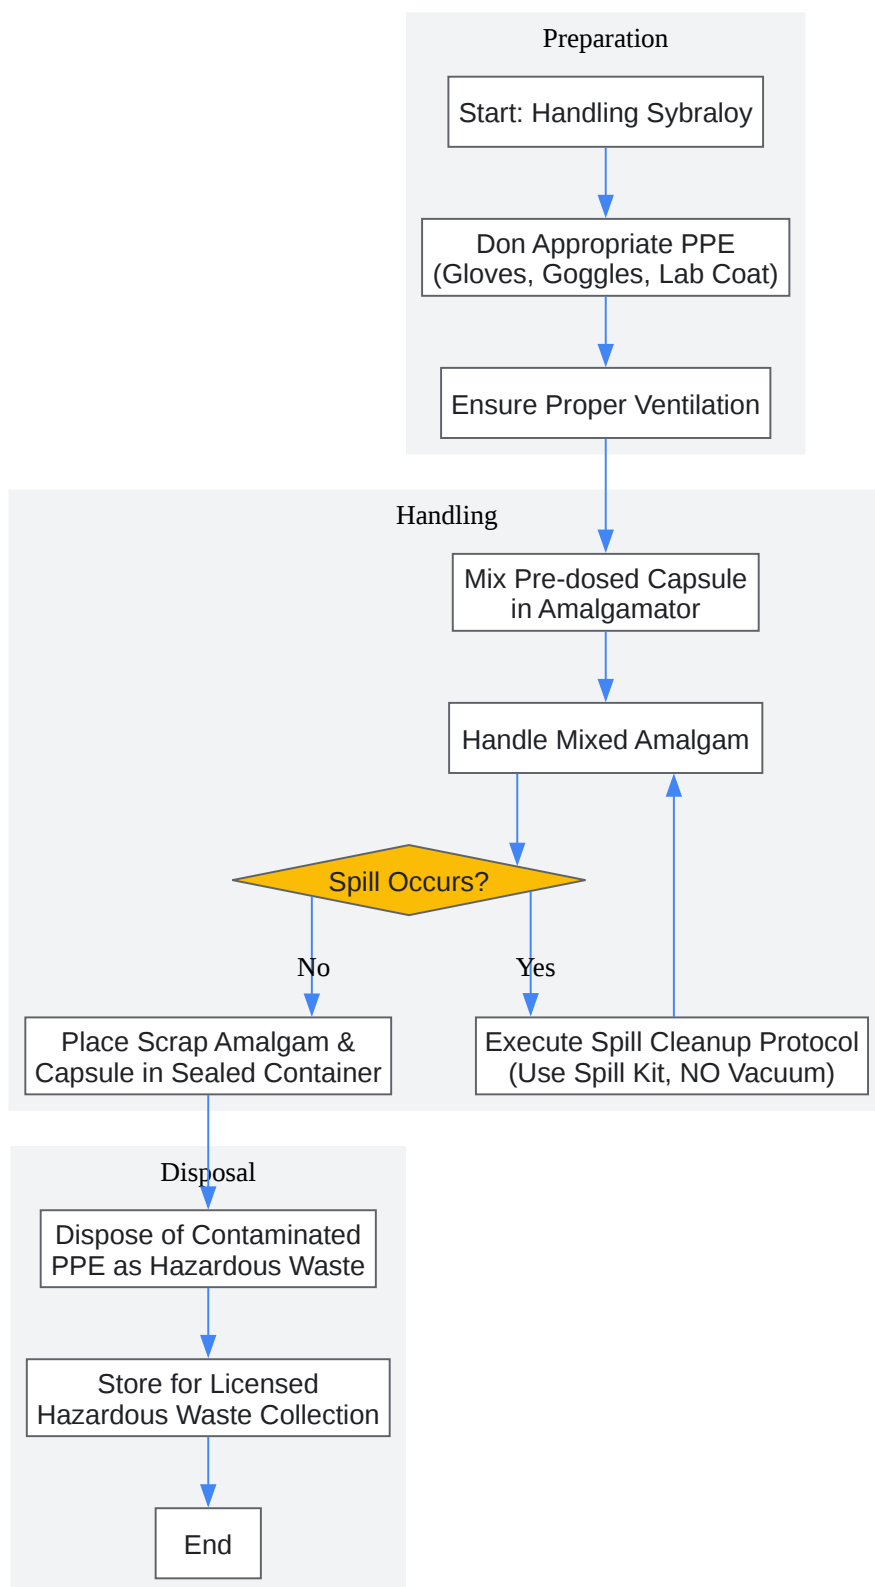 Preparation
Start: Handling Sybraloy
Don Appropriate PPE
(Gloves, Goggles, Lab Coat)
Ensure Proper Ventilation
Handling
Mix Pre-dosed Capsule
in Amalgamator
Handle Mixed Amalgam
Spill Occurs?
No
Yes
Place Scrap Amalgam &
Capsule in Sealed Container
Execute Spill Cleanup Protocol
(Use Spill Kit, NO Vacuum)
Disposal
Dispose of Contaminated
PPE as Hazardous Waste
Store for Licensed
Hazardous Waste Collection
End